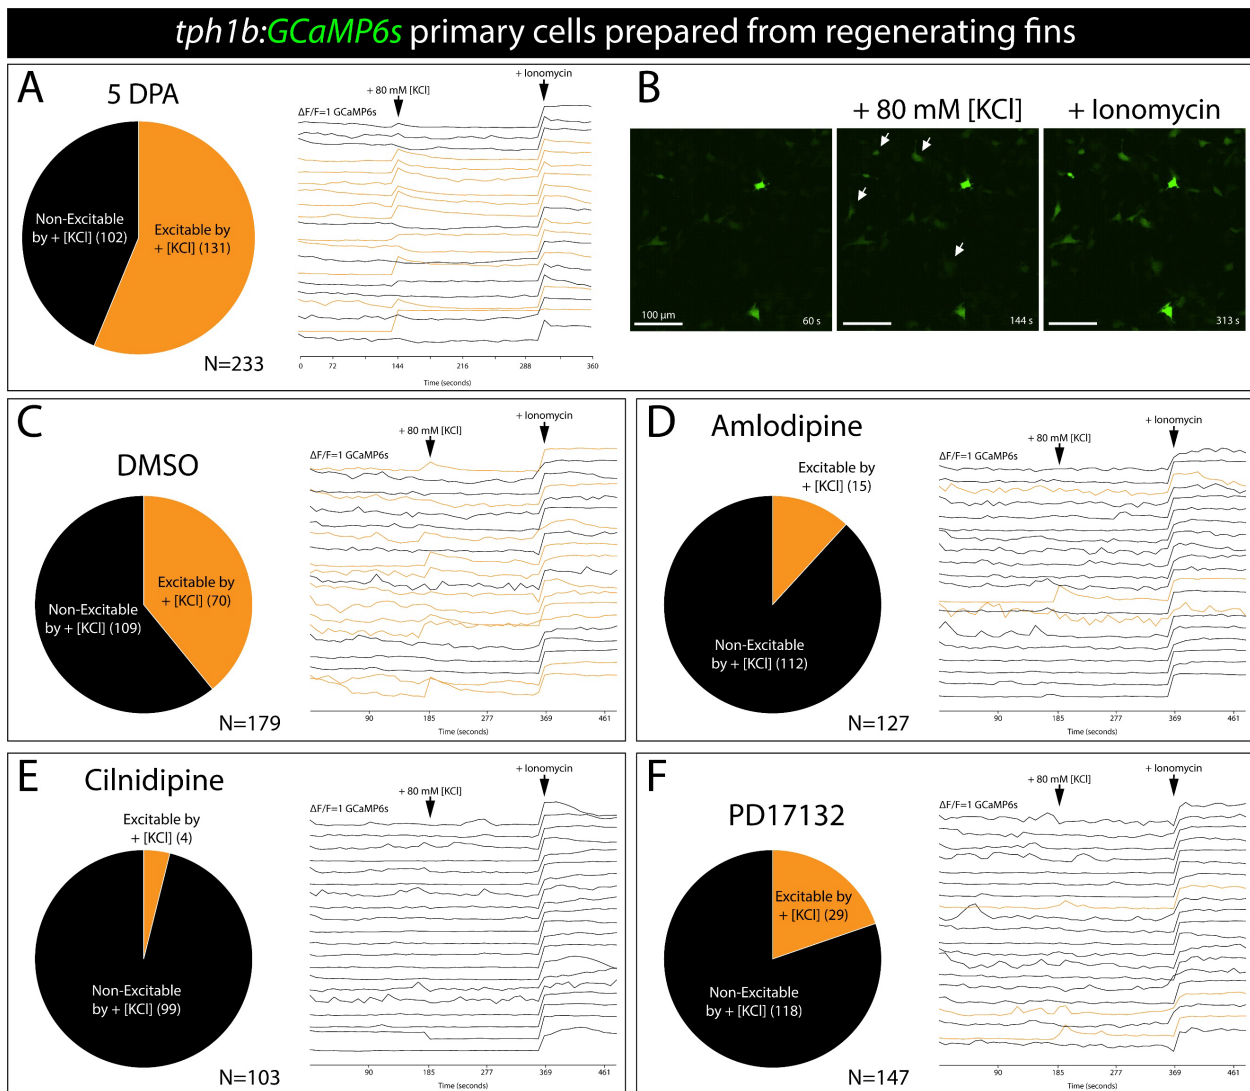 tph1b:GCaMP6s primary cells prepared from regenerating fins
A
5 DPA
Non-Excitable
by + [KCl] (102)
Excitable by
+ [KCl] (131)
N=233
+ 80 mM [KCl]
+ Ionomycin
ΔF/F=1 GCaMP6s
0 72 144 216 288 360
Time (seconds)
B
+ 80 mM [KCl]
+ Ionomycin
100 µm
60 s
144 s
313 s
C
DMSO
Non-Excitable
by + [KCl] (109)
Excitable by
+ [KCl] (70)
N=179
+ 80 mM [KCl]
+ Ionomycin
ΔF/F=1 GCaMP6s
90 185 277 369 461
Time (seconds)
D
Amlodipine
Excitable by
+ [KCl] (15)
Non-Excitable
by + [KCl] (112)
N=127
+ 80 mM [KCl]
+ Ionomycin
ΔF/F=1 GCaMP6s
90 185 277 369 461
Time (seconds)
E
Cilnidipine
Excitable by
+ [KCl] (4)
Non-Excitable
by + [KCl] (99)
N=103
+ 80 mM [KCl]
+ Ionomycin
ΔF/F=1 GCaMP6s
90 185 277 369 461
Time (seconds)
F
PD17132
Excitable by
+ [KCl] (29)
Non-Excitable
by + [KCl] (118)
N=147
+ 80 mM [KCl]
+ Ionomycin
ΔF/F=1 GCaMP6s
90 185 277 369 461
Time (seconds)